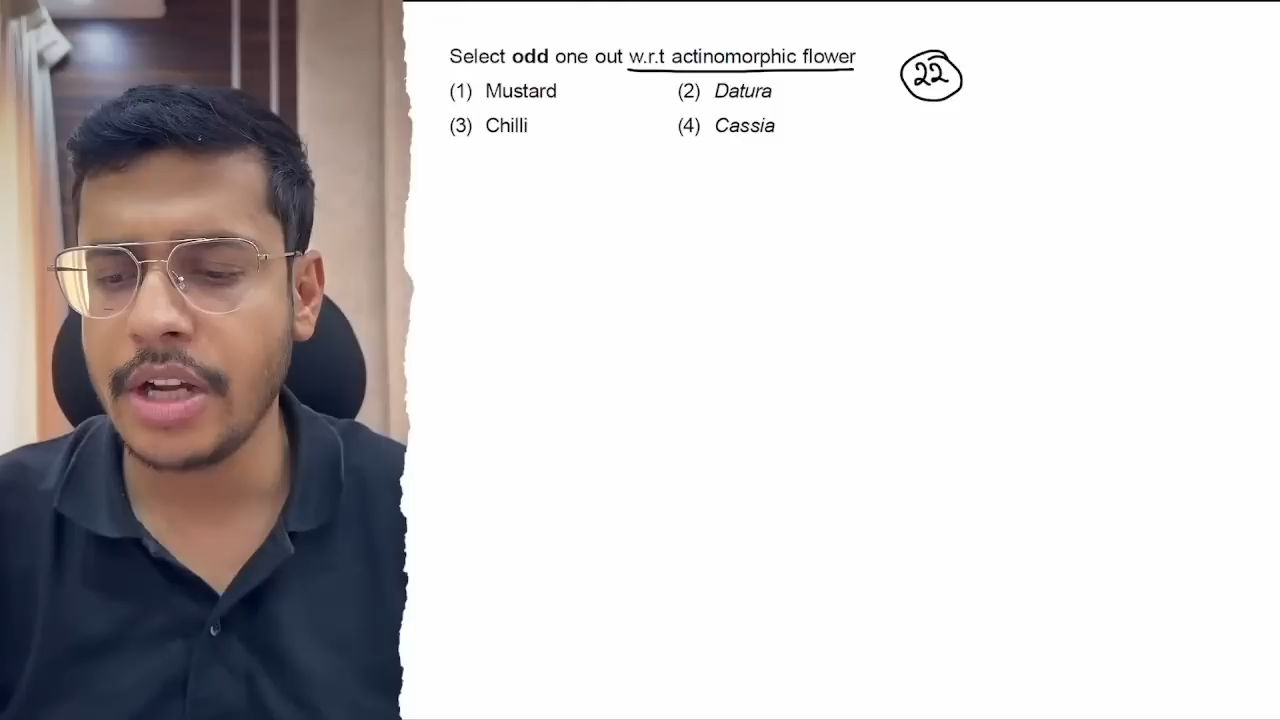 Select odd one out w.r.t actinomorphic flower
(1) Mustard (2) Datura
(3) Chilli (4) Cassia
22